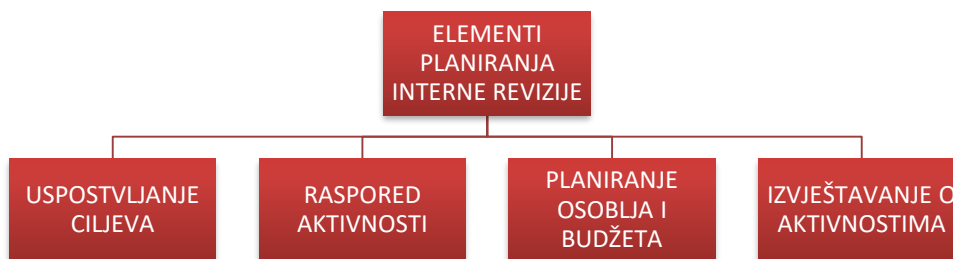 ELEMENTI
PLANIRANJA
INTERNE REVIZIJE
USPOSTVLJANJE
CILJEVA
RASPORED
AKTIVNOSTI
PLANIRANJE
OSOBLJA I
BUDŽETA
IZVJEŠTAVANJE O
AKTIVNOSTIMA